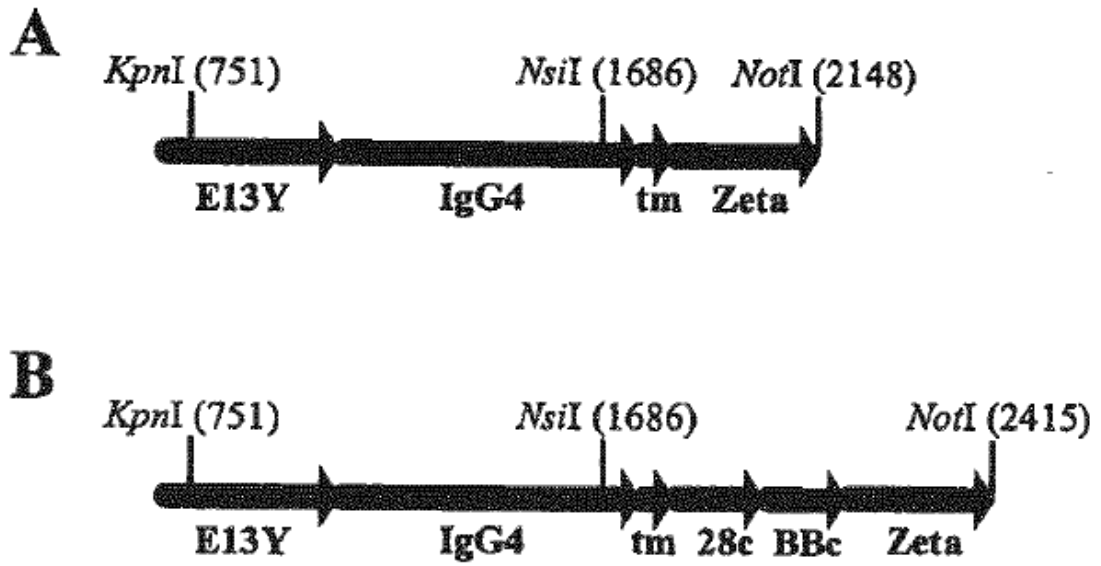 A
KpnI (751) NsiI (1686) NotI (2148)
E13Y IgG4 tm Zeta
B
KpnI (751) NsiI (1686) NotI (2415)
E13Y IgG4 tm 28c BBc Zeta